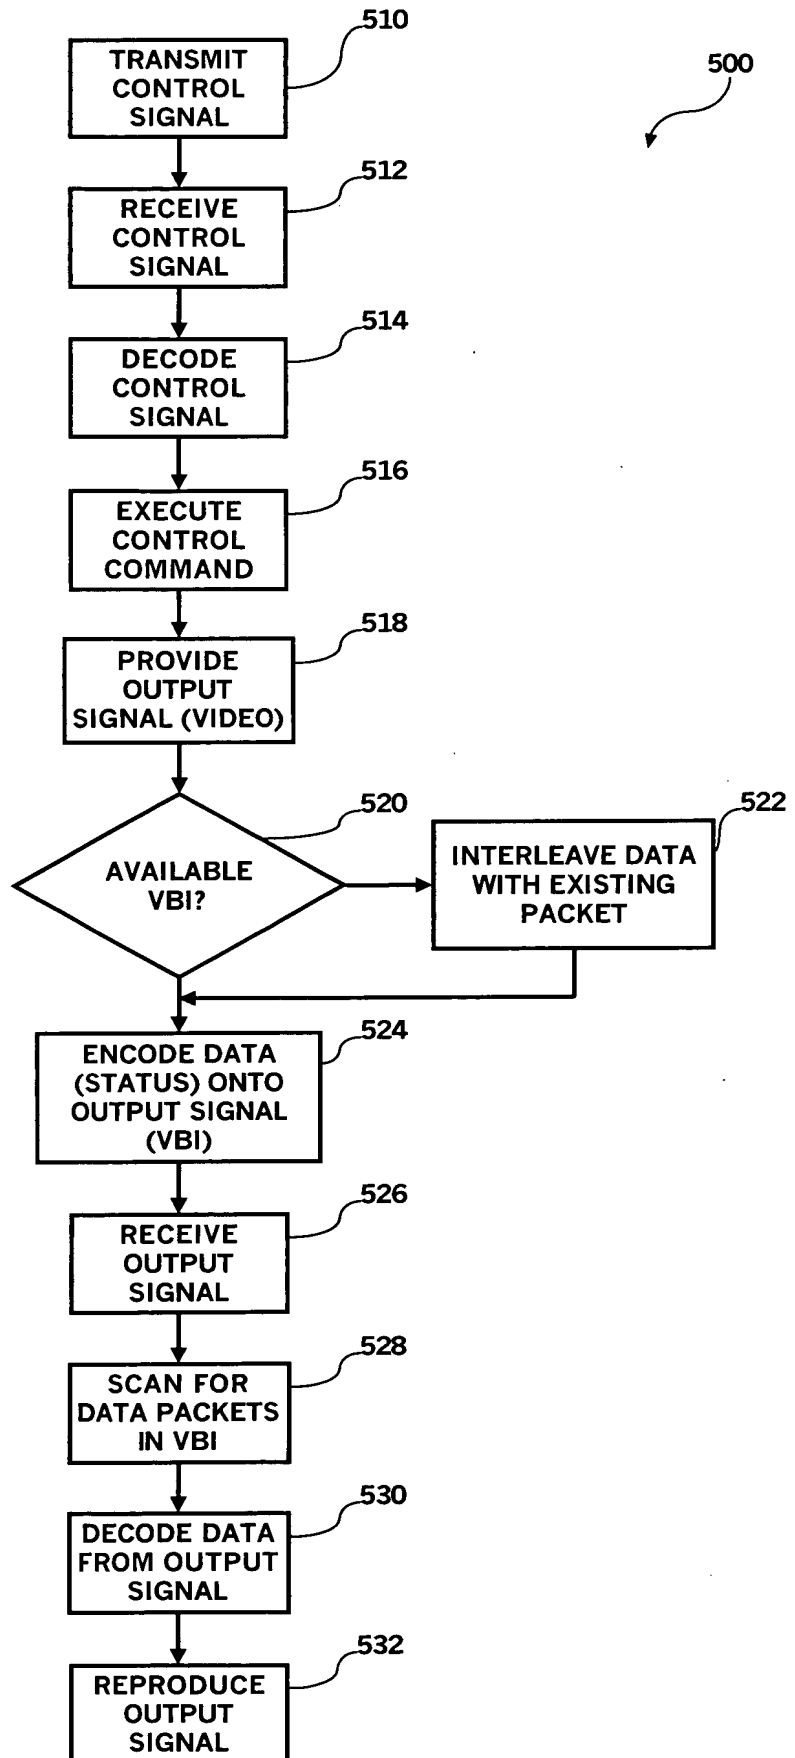 510
TRANSMIT
CONTROL
SIGNAL
500
512
RECEIVE
CONTROL
SIGNAL
514
DECODE
CONTROL
SIGNAL
516
EXECUTE
CONTROL
COMMAND
518
PROVIDE
OUTPUT
SIGNAL (VIDEO)
520
AVAILABLE
VBI?
522
INTERLEAVE DATA
WITH EXISTING
PACKET
524
ENCODE DATA
(STATUS) ONTO
OUTPUT SIGNAL
(VBI)
526
RECEIVE
OUTPUT
SIGNAL
528
SCAN FOR
DATA PACKETS
IN VBI
530
DECODE DATA
FROM OUTPUT
SIGNAL
532
REPRODUCE
OUTPUT
SIGNAL